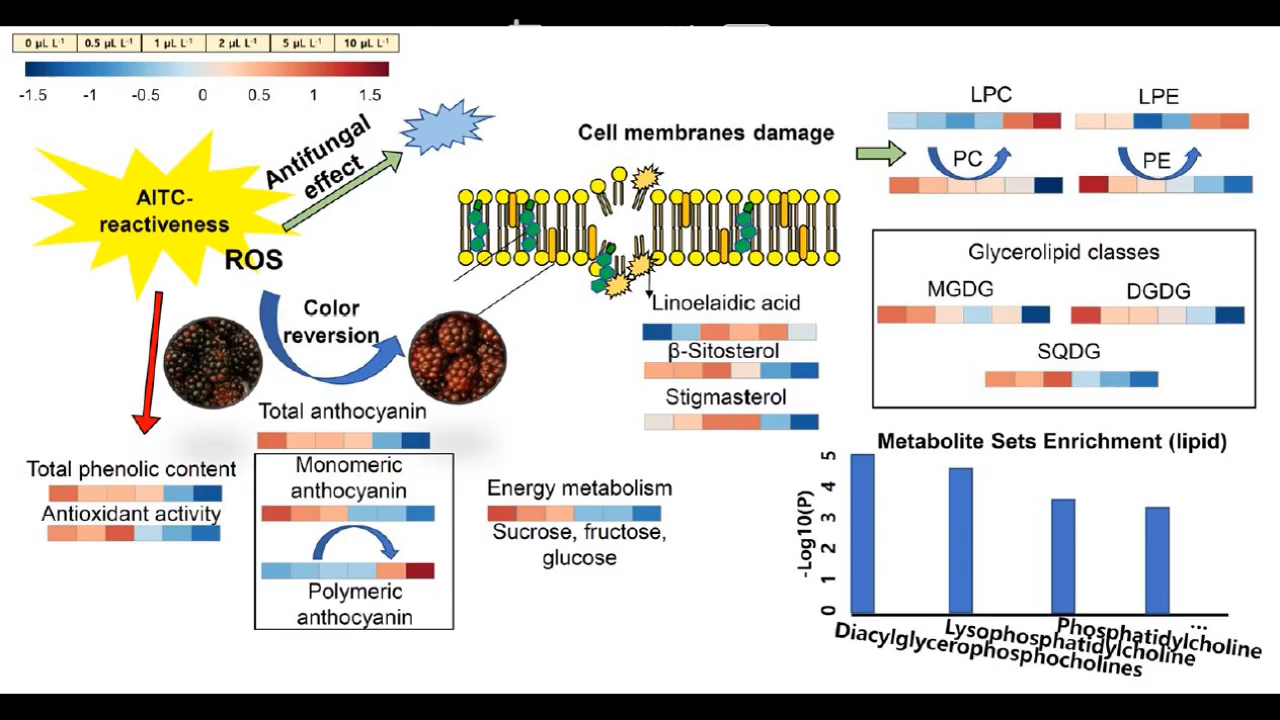 0 µL L⁻¹ 0.5 µL L⁻¹ 1 µL L⁻¹ 2 µL L⁻¹ 5 µL L⁻¹ 10 µL L⁻¹
-1.5 -1 -0.5 0 0.5 1 1.5
AITC-
reactiveness
ROS
Antifungal
effect
Color
reversion
Total anthocyanin
Monomeric
anthocyanin
Polymeric
anthocyanin
Total phenolic content
Antioxidant activity
Energy metabolism
Sucrose, fructose,
glucose
Cell membranes damage
Linoelaidic acid
β-Sitosterol
Stigmasterol
LPC
PC
LPE
PE
Glycerolipid classes
MGDG
DGDG
SQDG
Metabolite Sets Enrichment (lipid)
-Log10(P)
5
4
3
2
1
0
Diacylglycerophosphocholines
Lysophosphatidylcholine
Phosphatidylcholine
...